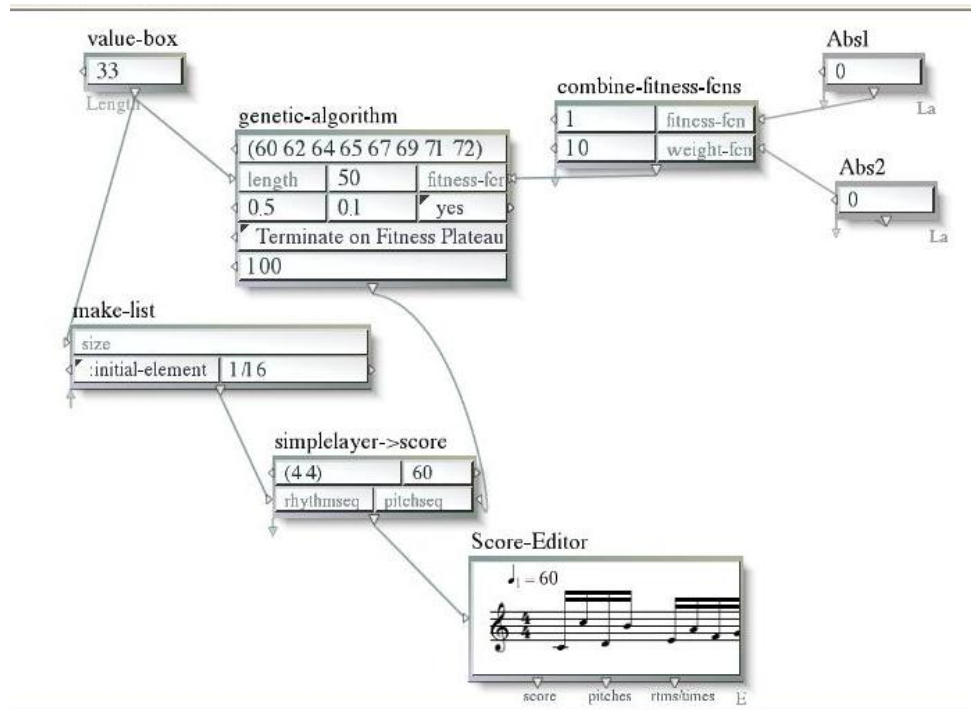 value-box
33
Length
genetic-algorithm
(60 62 64 65 67 69 71 72)
length 50 fitness-fcn
0.5 0.1 yes
Terminate on Fitness Plateau
100
combine-fitness-fcns
1 fitness-fcn
10 weight-fcn
Abs1
0
La
Abs2
0
La
make-list
size
:initial-element 1/16
simplelayer->score
(4 4) 60
rhythmseq pitchseq
Score-Editor
1 = 60
4
4
score pitches rtms/times E